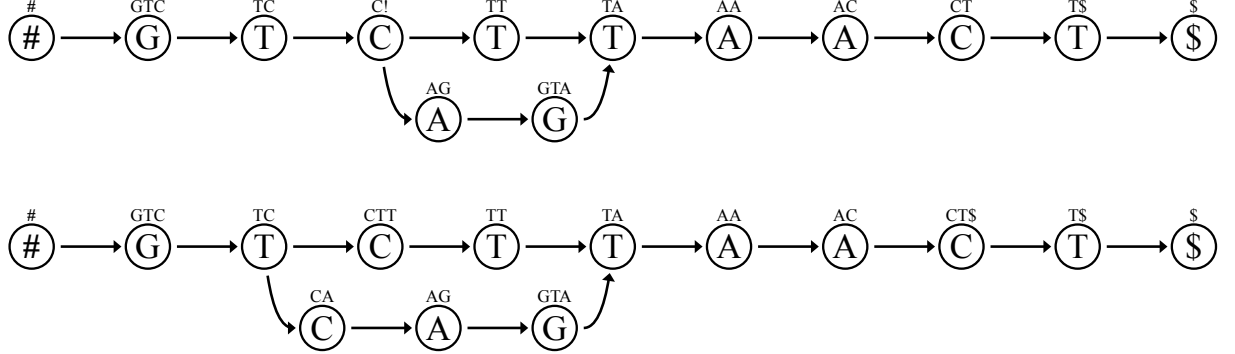 # GTC TC C! TT TA AA AC CT T$ $
# G T C T T A A C T $
AG GTA
A G
# GTC TC CTT TT TA AA AC CT$ T$ $
# G T C T T A A C T $
CA AG GTA
C A G